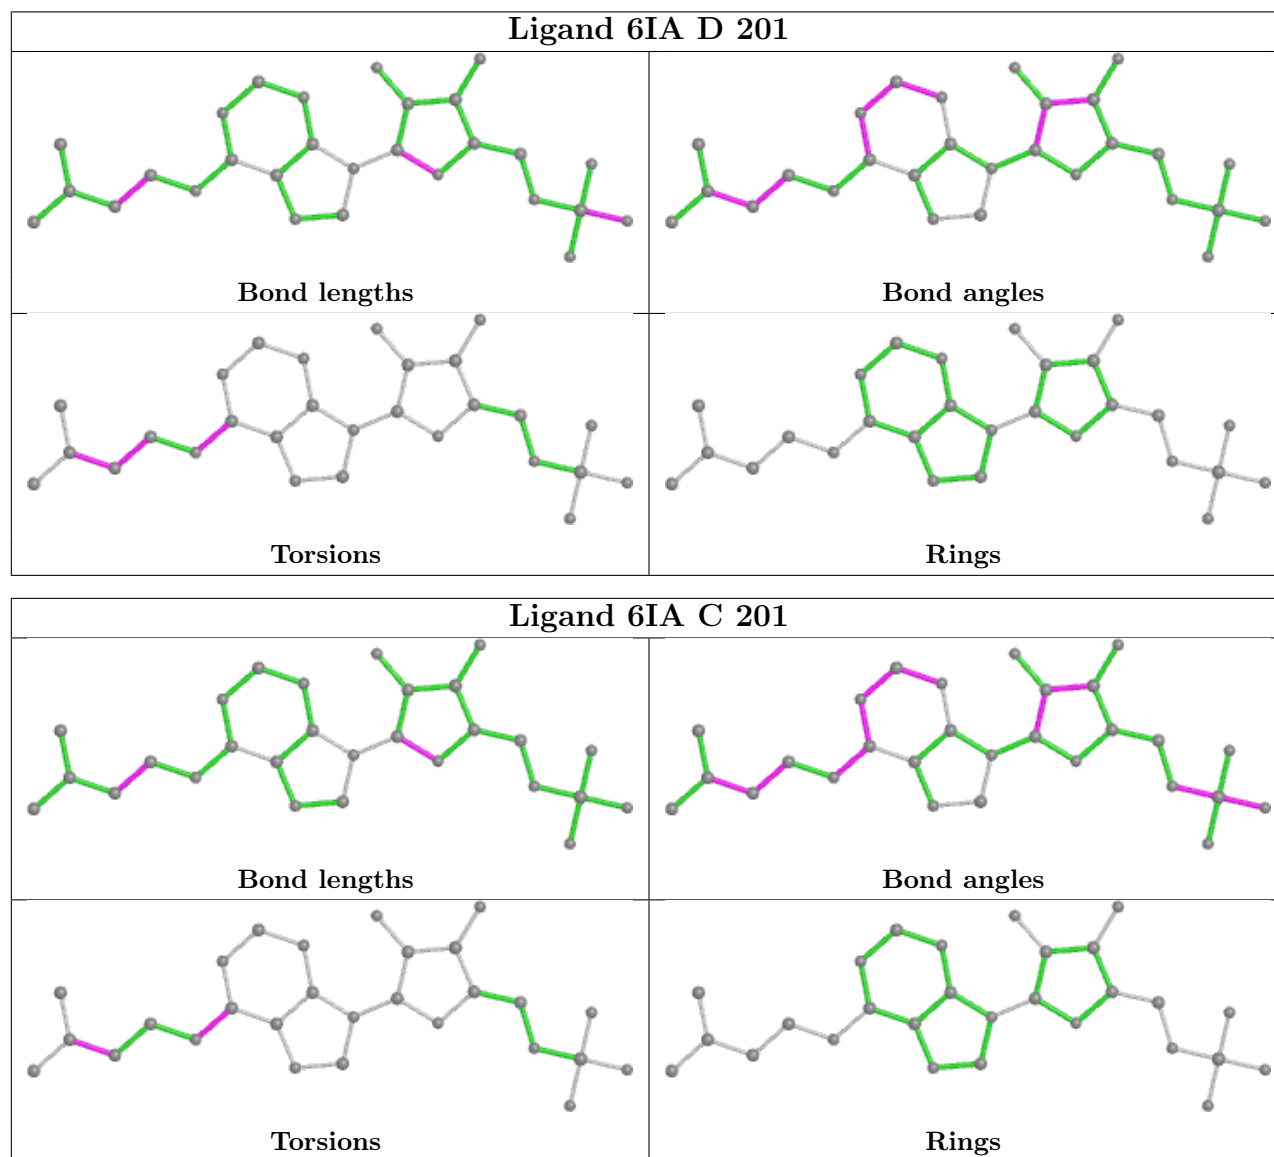 Ligand 6IA D 201
Bond lengths
Bond angles
Torsions
Rings
Ligand 6IA C 201
Bond lengths
Bond angles
Torsions
Rings